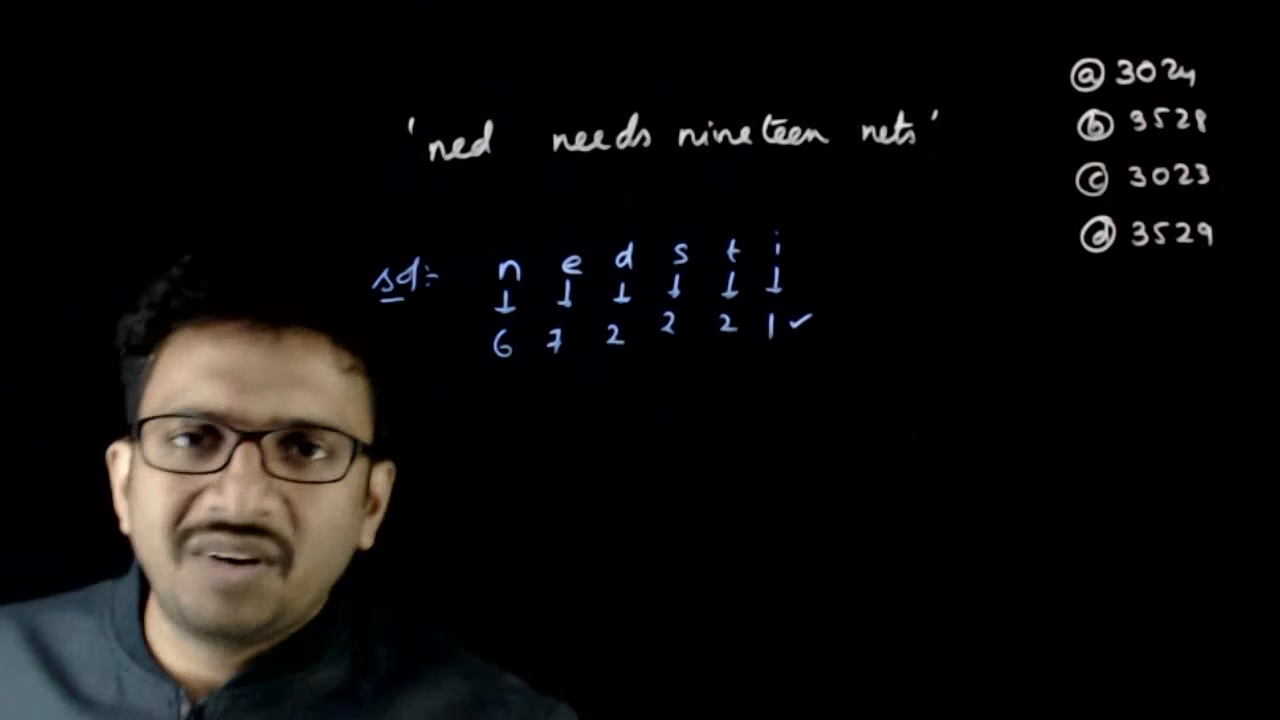 'ned needs nineteen nets'
ⓐ 3024
ⓑ 3528
ⓒ 3023
ⓓ 3529
sol:-
n e d s t i
↓ ↓ ↓ ↓ ↓ ↓
6 7 2 2 2 1 ✓